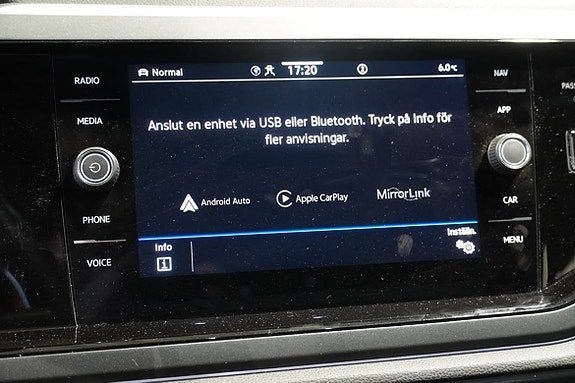 RADIO
MEDIA
PHONE
VOICE
Normal
17:20
6.0°C
Anslut en enhet via USB eller Bluetooth. Tryck på Info för
fler anvisningar.
Android Auto
Apple CarPlay
MirrorLink
Info
Inställn.
NAV
APP
CAR
MENU
PASS